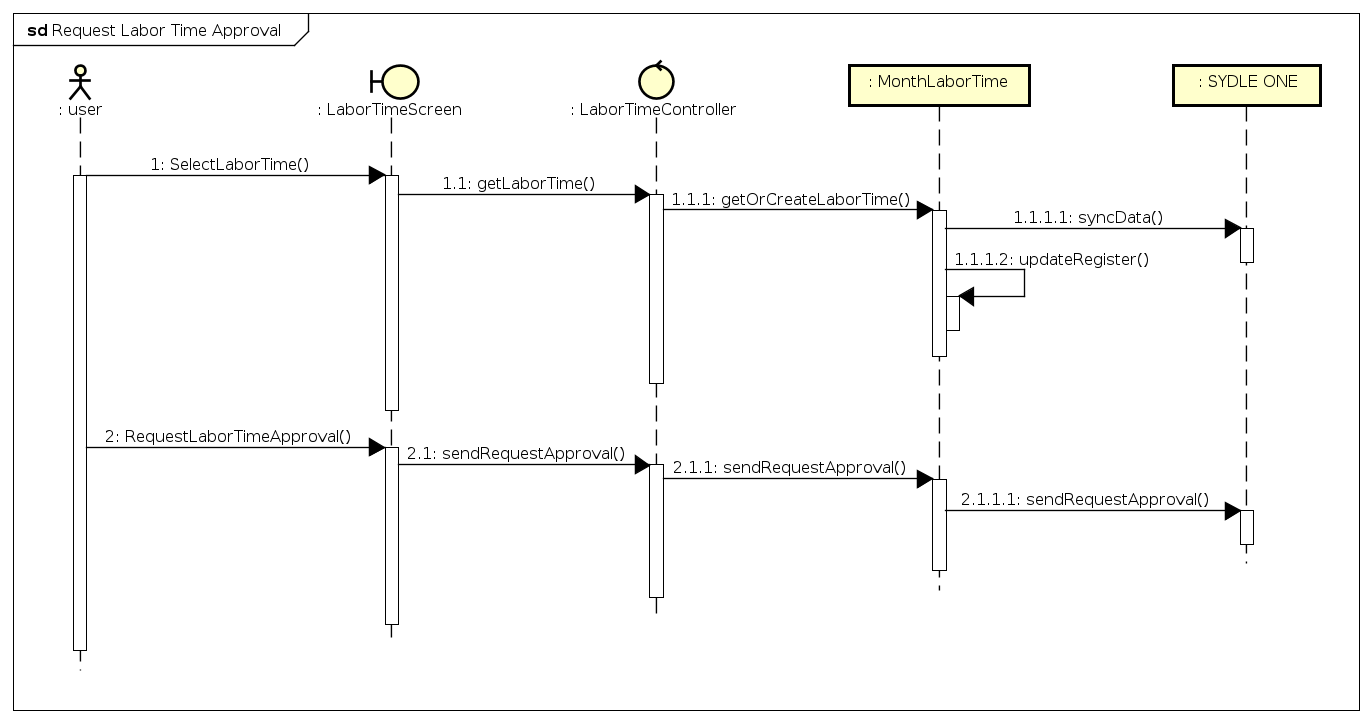 sd Request Labor Time Approval
: user
: LaborTimeScreen
: LaborTimeController
: MonthLaborTime
: SYDLE ONE
1: SelectLaborTime()
1.1: getLaborTime()
1.1.1: getOrCreateLaborTime()
1.1.1.1: syncData()
1.1.1.2: updateRegister()
2: RequestLaborTimeApproval()
2.1: sendRequestApproval()
2.1.1: sendRequestApproval()
2.1.1.1: sendRequestApproval()